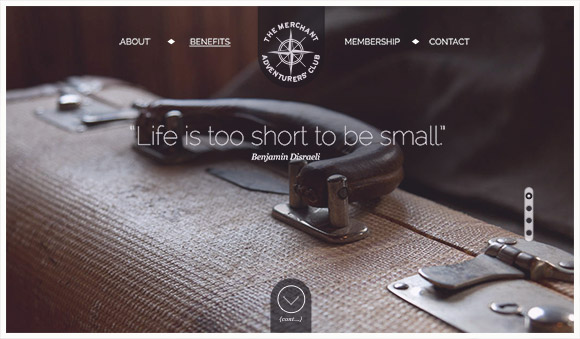 ABOUT
BENEFITS
THE MERCHANT
ADVENTURERS' CLUB
MEMBERSHIP
CONTACT
“Life is too short to be small.”
Benjamin Disraeli
(cont...)